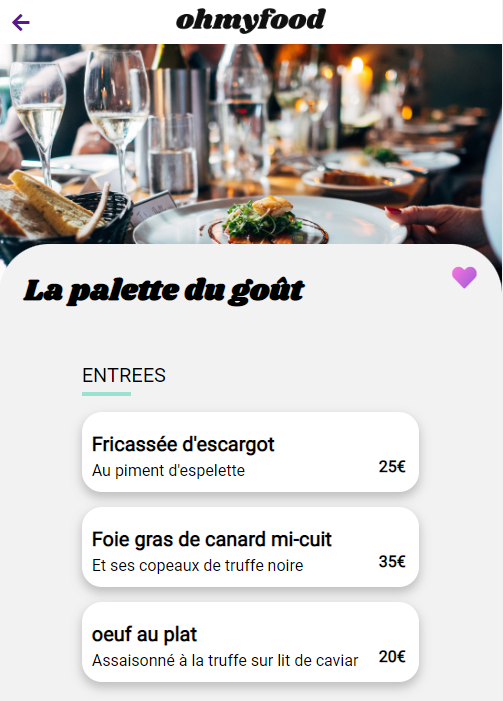 ohmyfood
La palette du goût
ENTREES
Fricassée d'escargot
Au piment d'espelette
25€
Foie gras de canard mi-cuit
Et ses copeaux de truffe noire
35€
oeuf au plat
Assaisonné à la truffe sur lit de caviar
20€